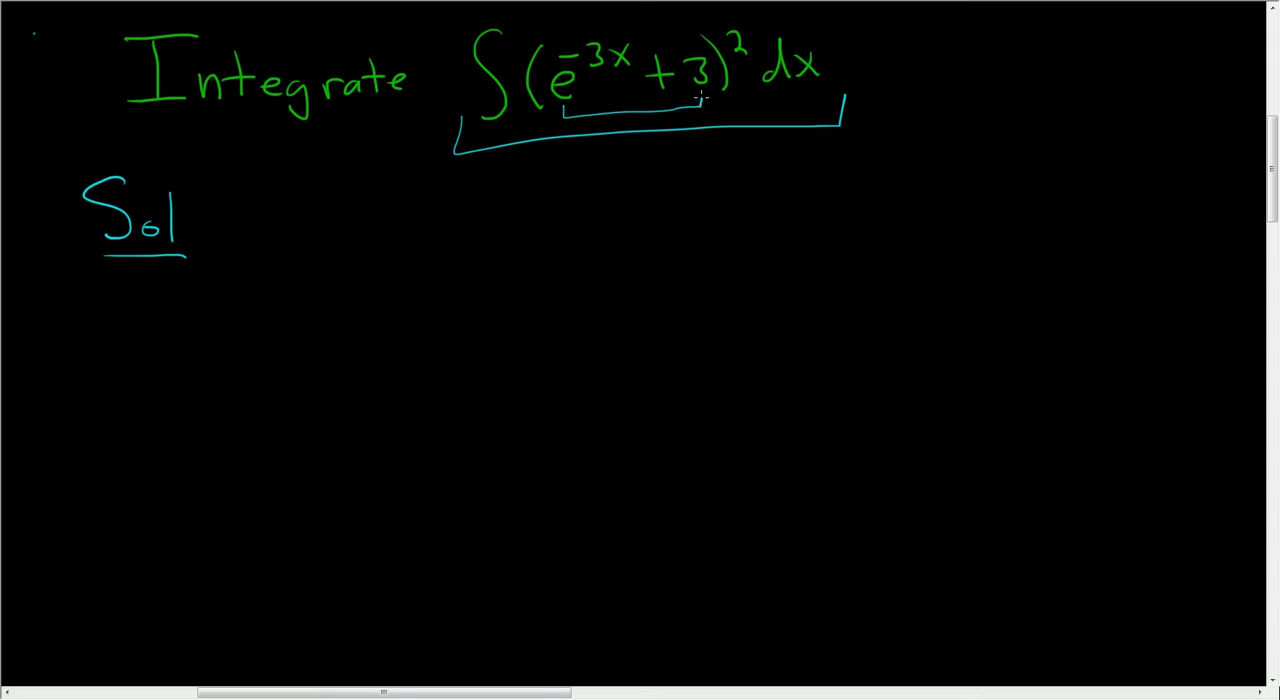 Integrate ∫(e^{-3x} + 3)^2 dx
Sol